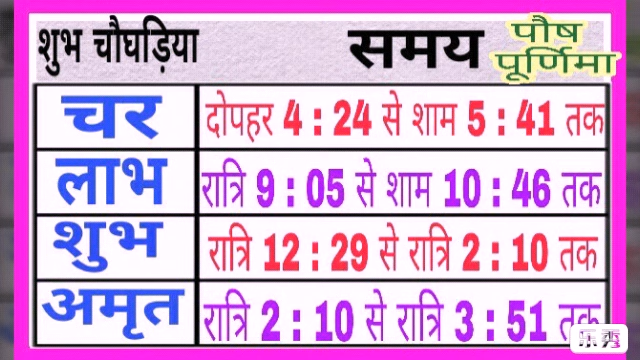 शुभ चौघड़िया
समय
पौष
पूर्णिमा
चर
दोपहर 4 : 24 से शाम 5 : 41 तक
लाभ
रात्रि 9 : 05 से शाम 10 : 46 तक
शुभ
रात्रि 12 : 29 से रात्रि 2 : 10 तक
अमृत
रात्रि 2 : 10 से रात्रि 3 : 51 तक